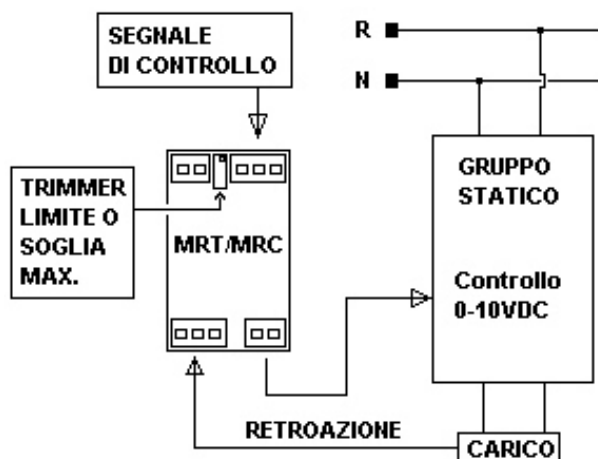 SEGNALE
DI CONTROLLO
R
N
TRIMMER
LIMITE O
SOGLIA
MAX.
MRT/MRC
GRUPPO
STATICO
Controllo
0-10VDC
RETROAZIONE
CARICO